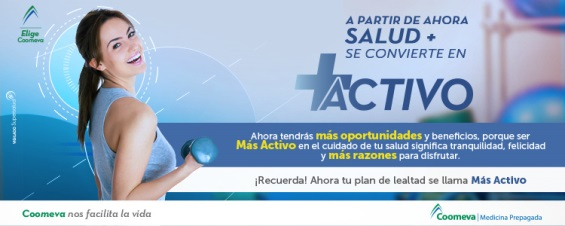 Elige
Coomeva
A PARTIR DE AHORA
SALUD +
SE CONVIERTE EN
+ACTIVO
Ahora tendrás más oportunidades y beneficios, porque ser
Más Activo en el cuidado de tu salud significa tranquilidad, felicidad
y más razones para disfrutar.
¡Recuerda! Ahora tu plan de lealtad se llama Más Activo
Coomeva nos facilita la vida
Coomeva | Medicina Prepagada